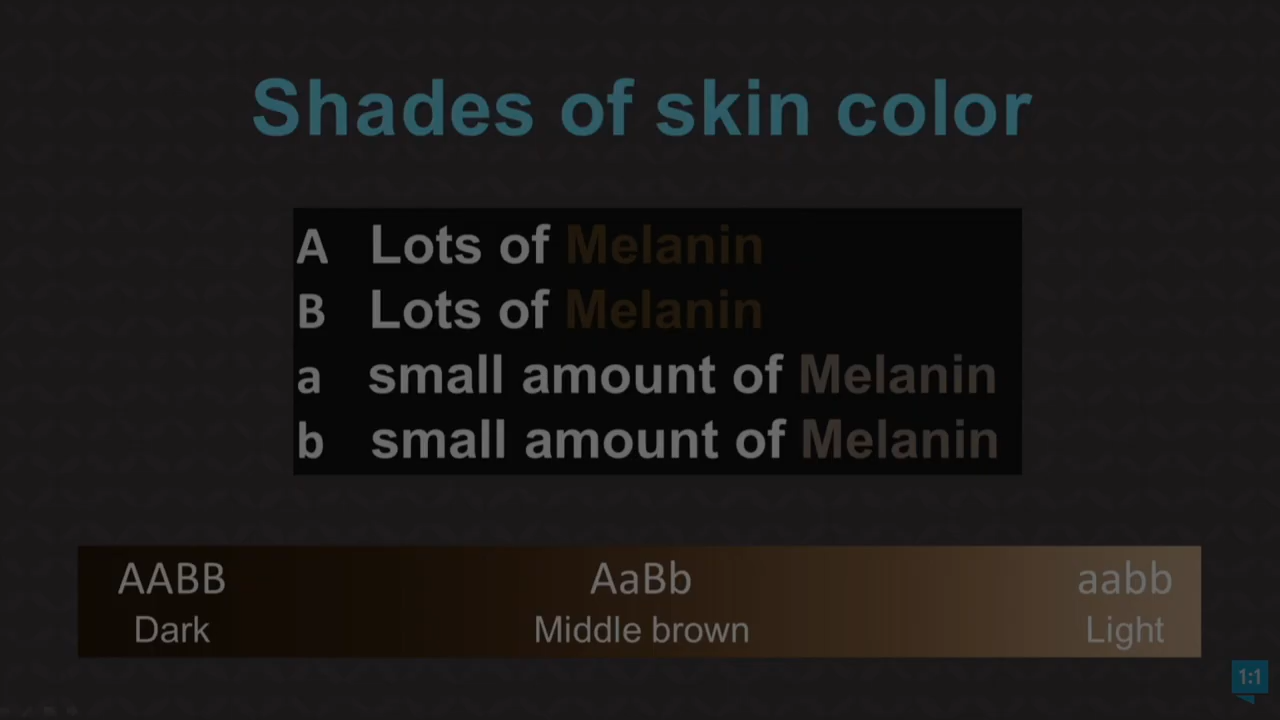 Shades of skin color
A Lots of Melanin
B Lots of Melanin
a small amount of Melanin
b small amount of Melanin
AABB AaBb aabb
Dark Middle brown Light
1:1